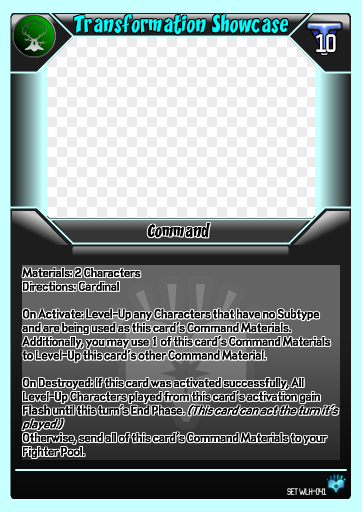 Transformation Showcase
10
Command
Materials: 2 Characters
Directions: Cardinal
On Activate: Level-Up any Characters that have no Subtype
and are being used as this card's Command Materials.
Additionally, you may use 1 of this card's Command Materials
to Level-Up this card's other Command Material.
On Destroyed: If this card was activated successfully, All
Level-Up Characters played from this card's activation gain
Flash until this turn's End Phase. (This card can act the turn it's
played!)
Otherwise, send all of this card's Command Materials to your
Fighter Pool.
SET WLH-041